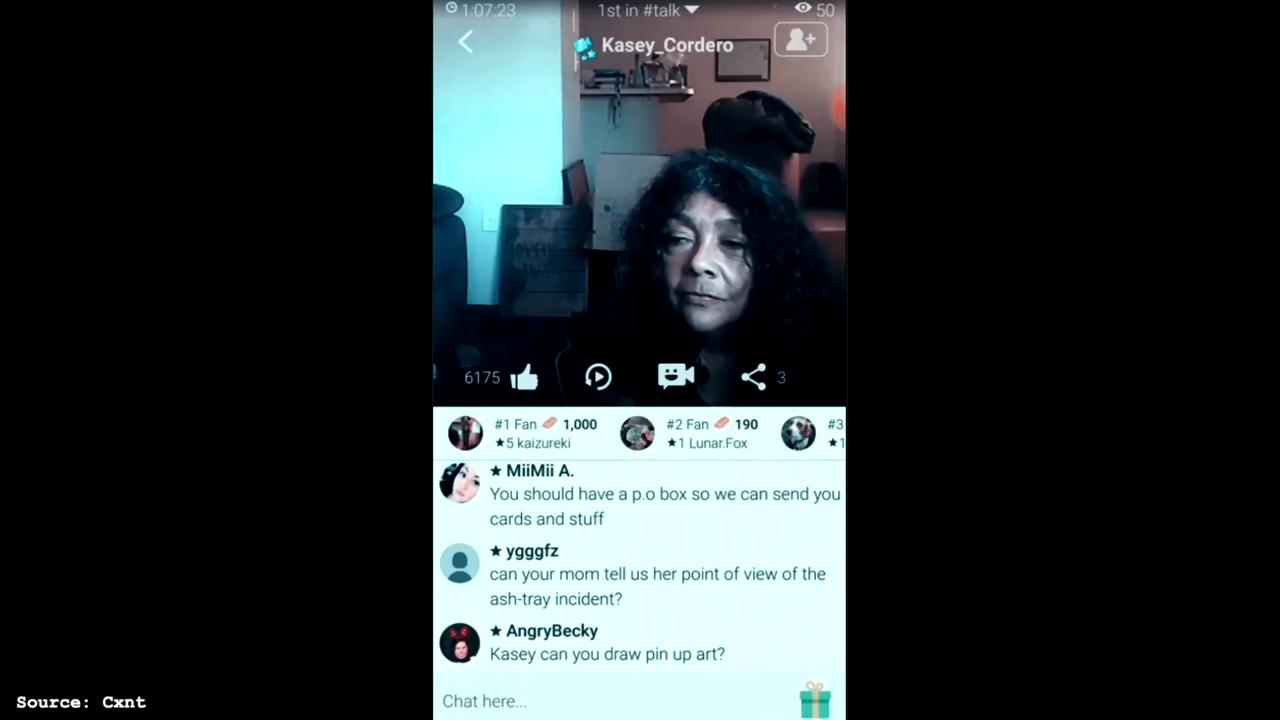 1:07:23
1st in #talk
50
Kasey_Cordero
6175
3
#1 Fan 1,000
★5 kaizureki
#2 Fan 190
★1 Lunar.Fox
#3
★1
★ MiiMii A.
You should have a p.o box so we can send you
cards and stuff
★ ygggfz
can your mom tell us her point of view of the
ash-tray incident?
★ AngryBecky
Kasey can you draw pin up art?
Chat here...
Source: Cxnt